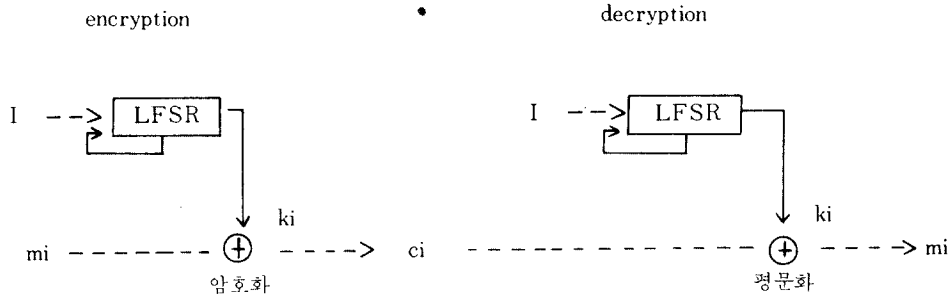 encryption
decryption
I
LFSR
I
LFSR
ki
ki
mi
ci
mi
암호화
평문화